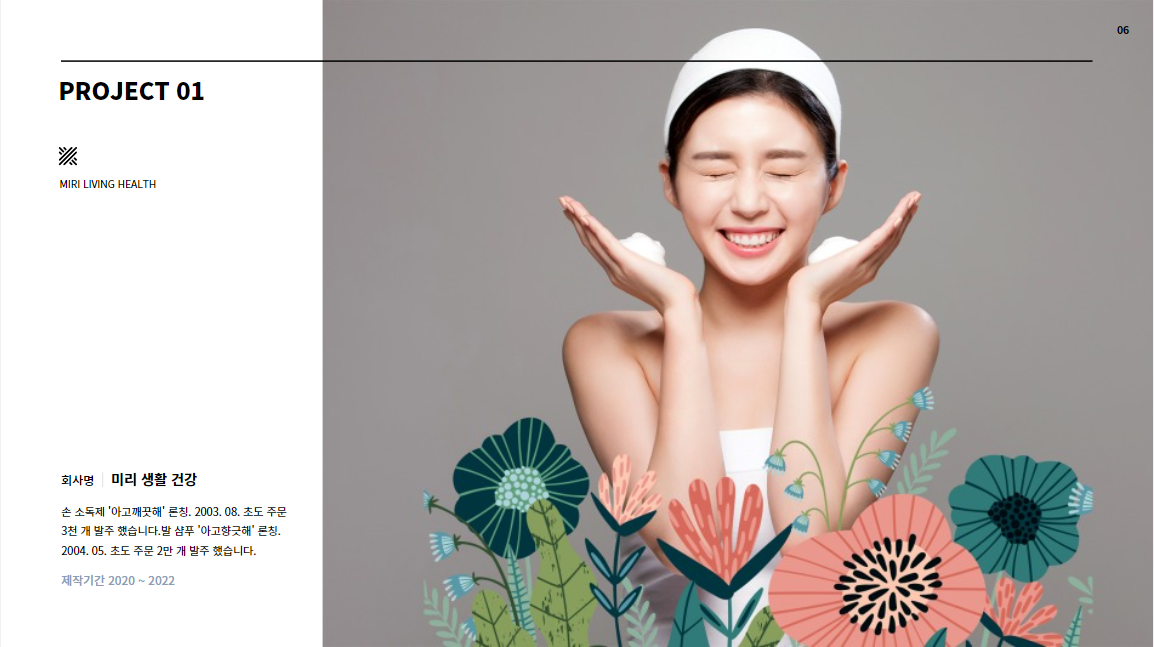 06
PROJECT 01
MIRI LIVING HEALTH
회사명 미리 생활 건강
손 소독제 '아고깨끗해' 론칭. 2003. 08. 초도 주문
3천 개 발주 했습니다.발 샴푸 '아고향긋해' 론칭.
2004. 05. 초도 주문 2만 개 발주 했습니다.
제작기간 2020 ~ 2022